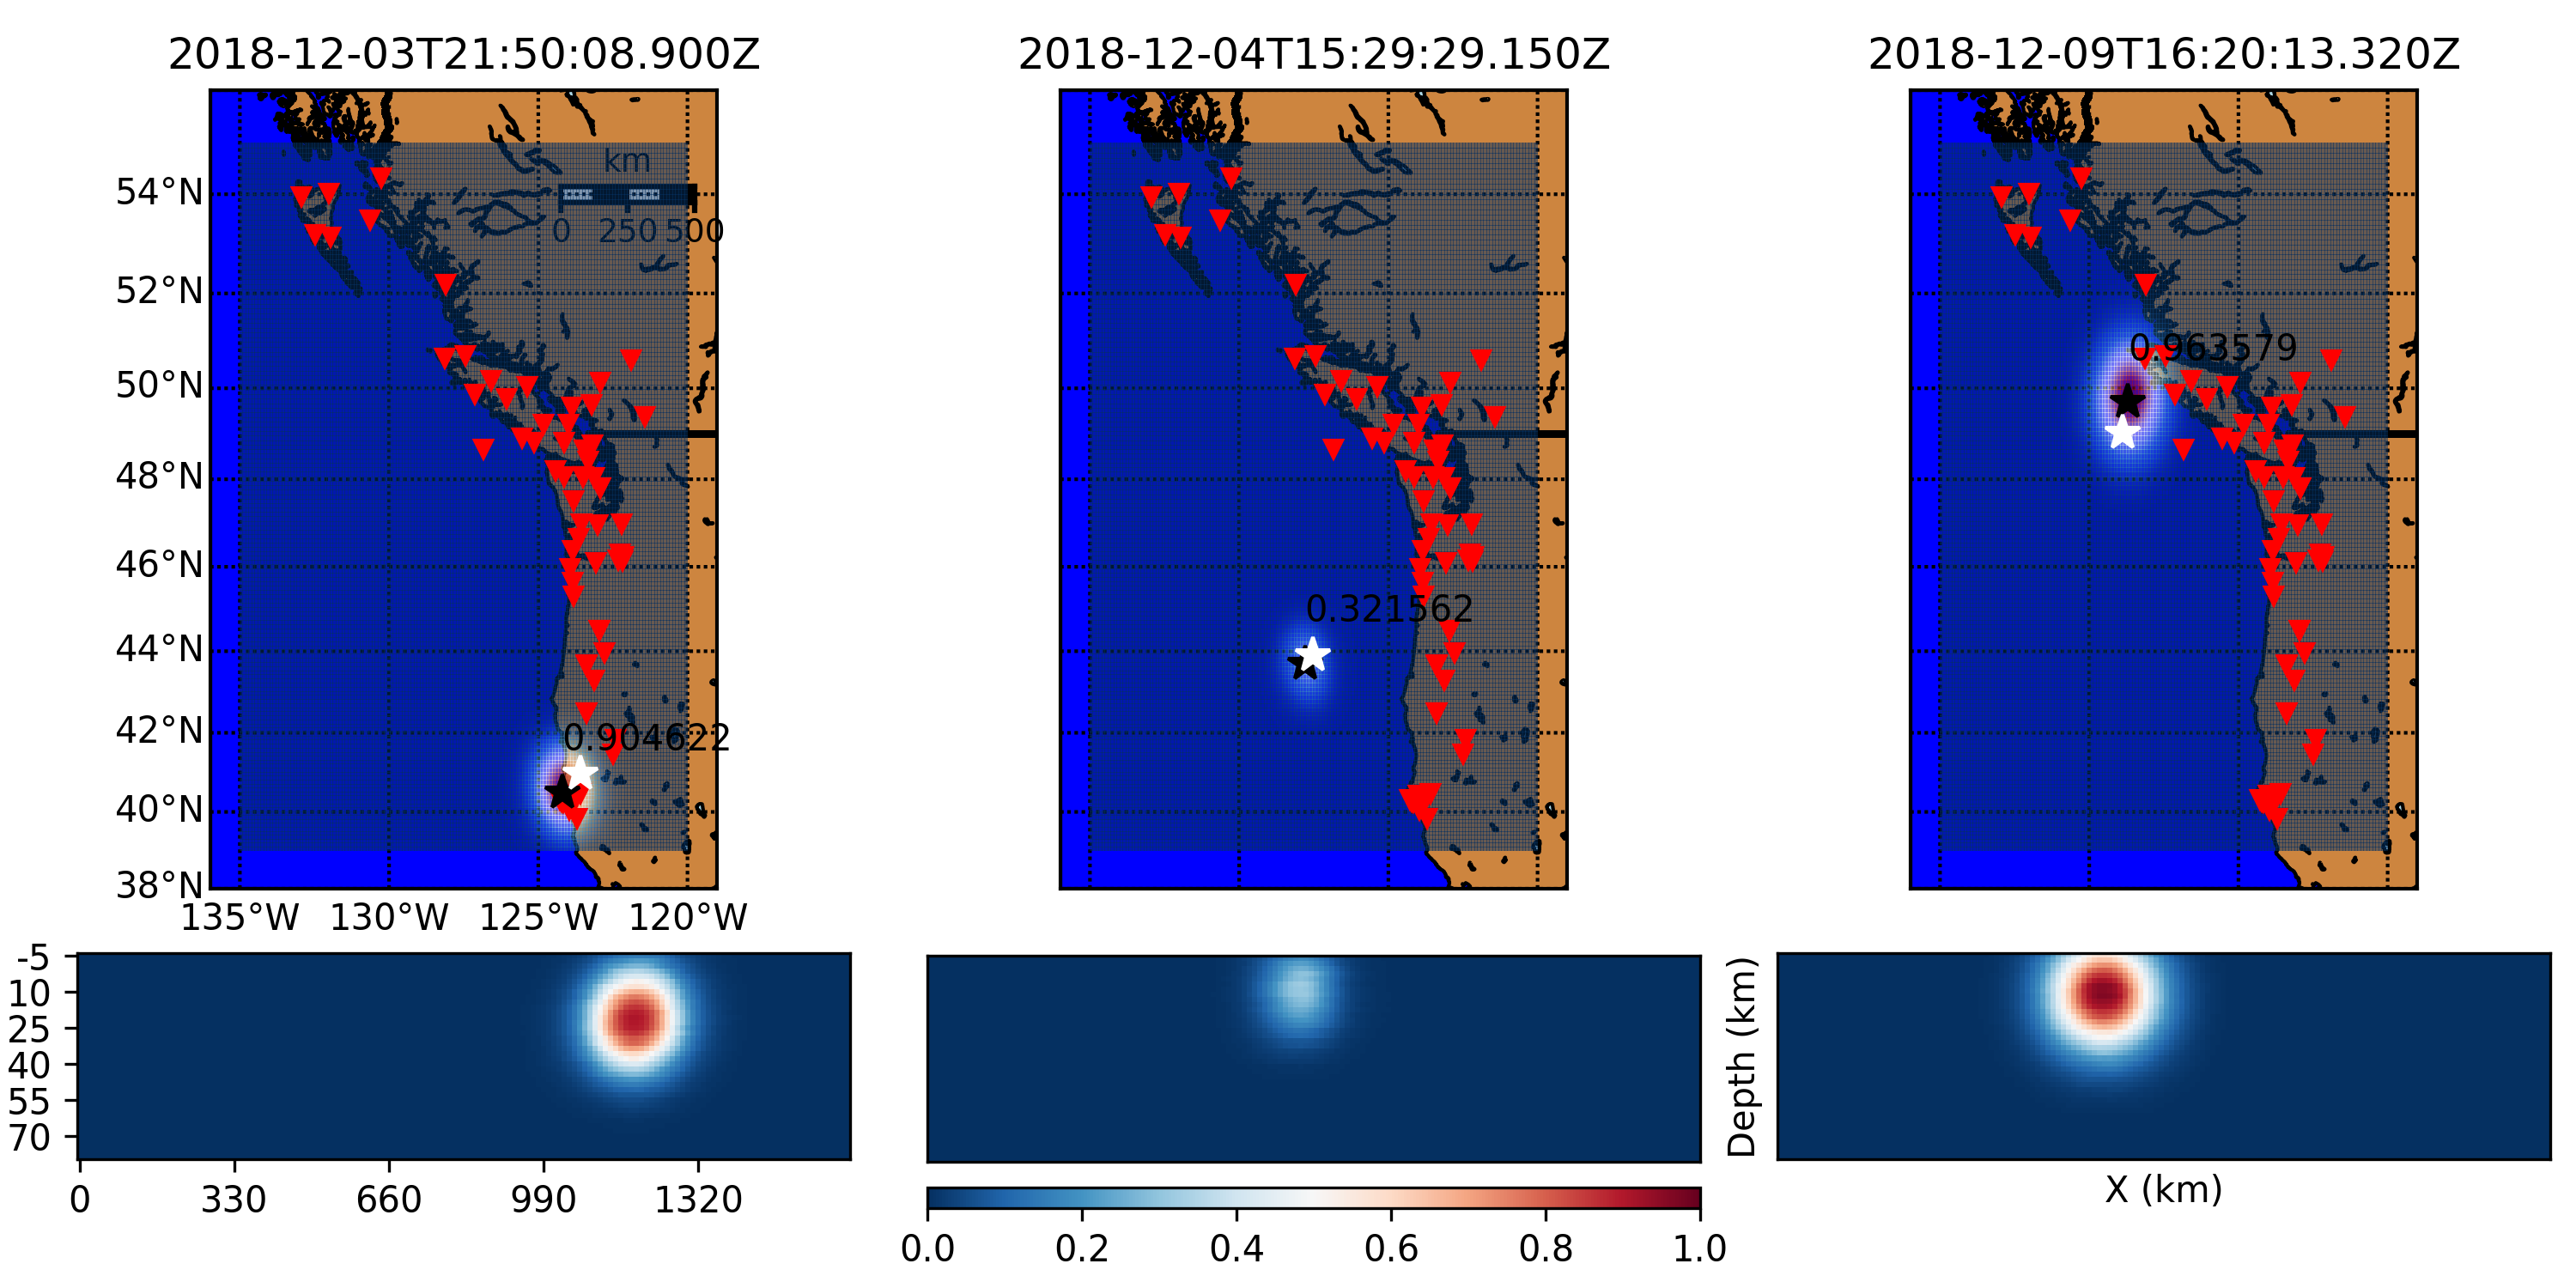 2018-12-03T21:50:08.900Z
2018-12-04T15:29:29.150Z
2018-12-09T16:20:13.320Z
km
0 250 500
54°N
52°N
50°N
48°N
46°N
44°N
42°N
40°N
38°N
135°W 130°W 125°W 120°W
0.904622
0.321562
0.963579
-5
10
25
40
55
70
0 330 660 990 1320
Depth (km)
X (km)
0.0 0.2 0.4 0.6 0.8 1.0